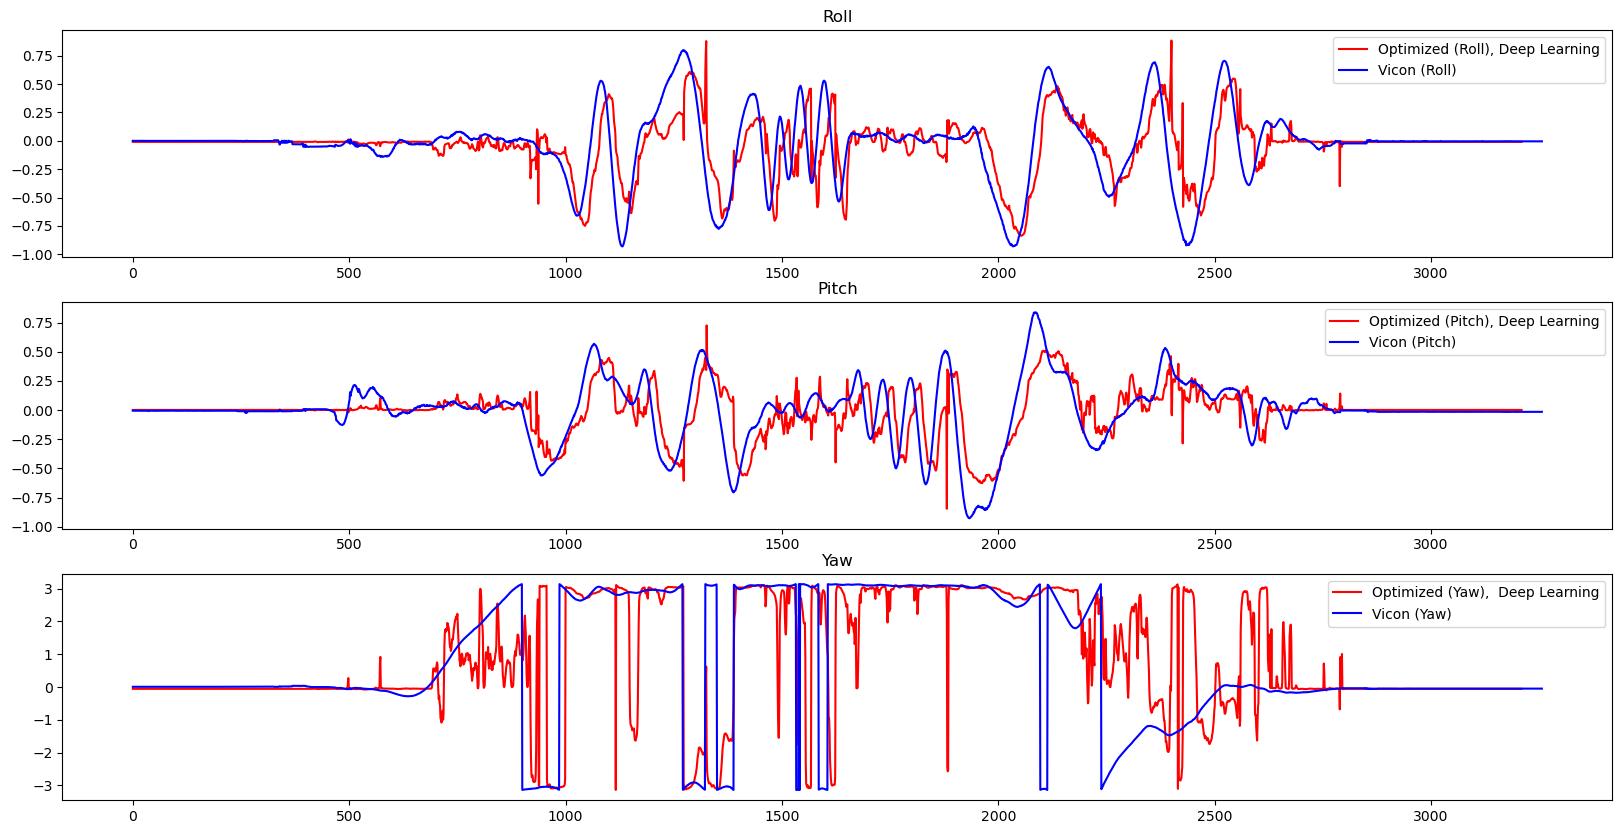 Roll
0.75
0.50
0.25
0.00
−0.25
−0.50
−0.75
−1.00
Optimized (Roll), Deep Learning
Vicon (Roll)
0 500 1000 1500 2000 2500 3000
Pitch
0.75
0.50
0.25
0.00
−0.25
−0.50
−0.75
−1.00
Optimized (Pitch), Deep Learning
Vicon (Pitch)
0 500 1000 1500 2000 2500 3000
Yaw
3
2
1
0
−1
−2
−3
Optimized (Yaw),  Deep Learning
Vicon (Yaw)
0 500 1000 1500 2000 2500 3000